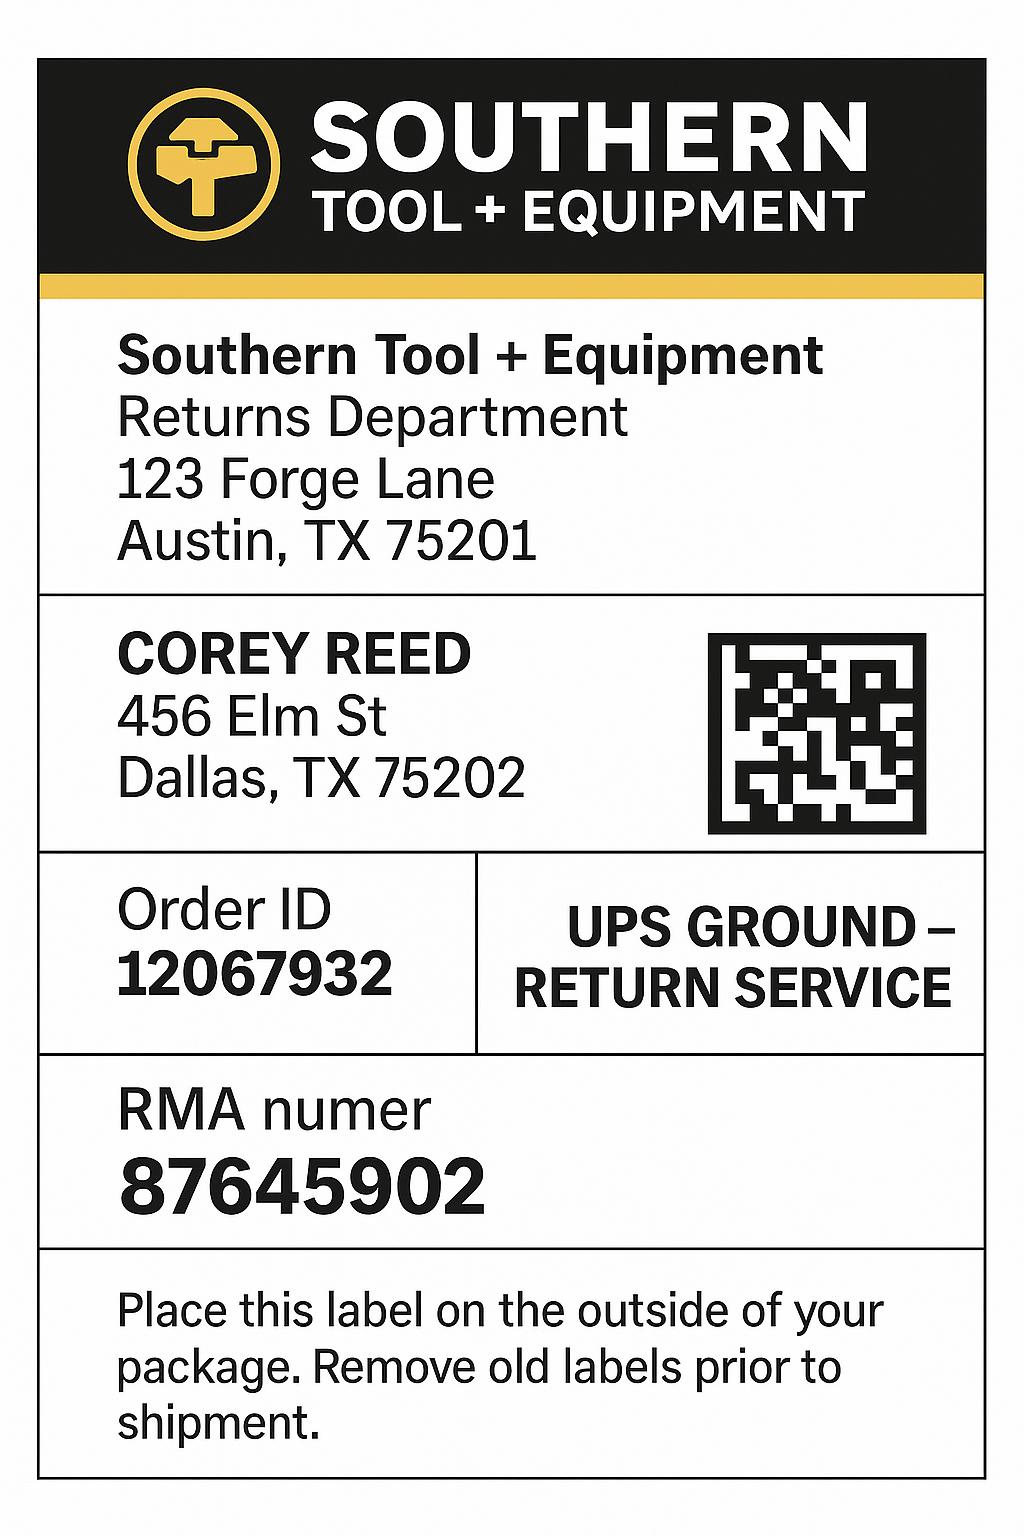 SOUTHERN
TOOL + EQUIPMENT
Southern Tool + Equipment
Returns Department
123 Forge Lane
Austin, TX 75201
COREY REED
456 Elm St
Dallas, TX 75202
Order ID
12067932
UPS GROUND –
RETURN SERVICE
RMA numer
87645902
Place this label on the outside of your
package. Remove old labels prior to
shipment.